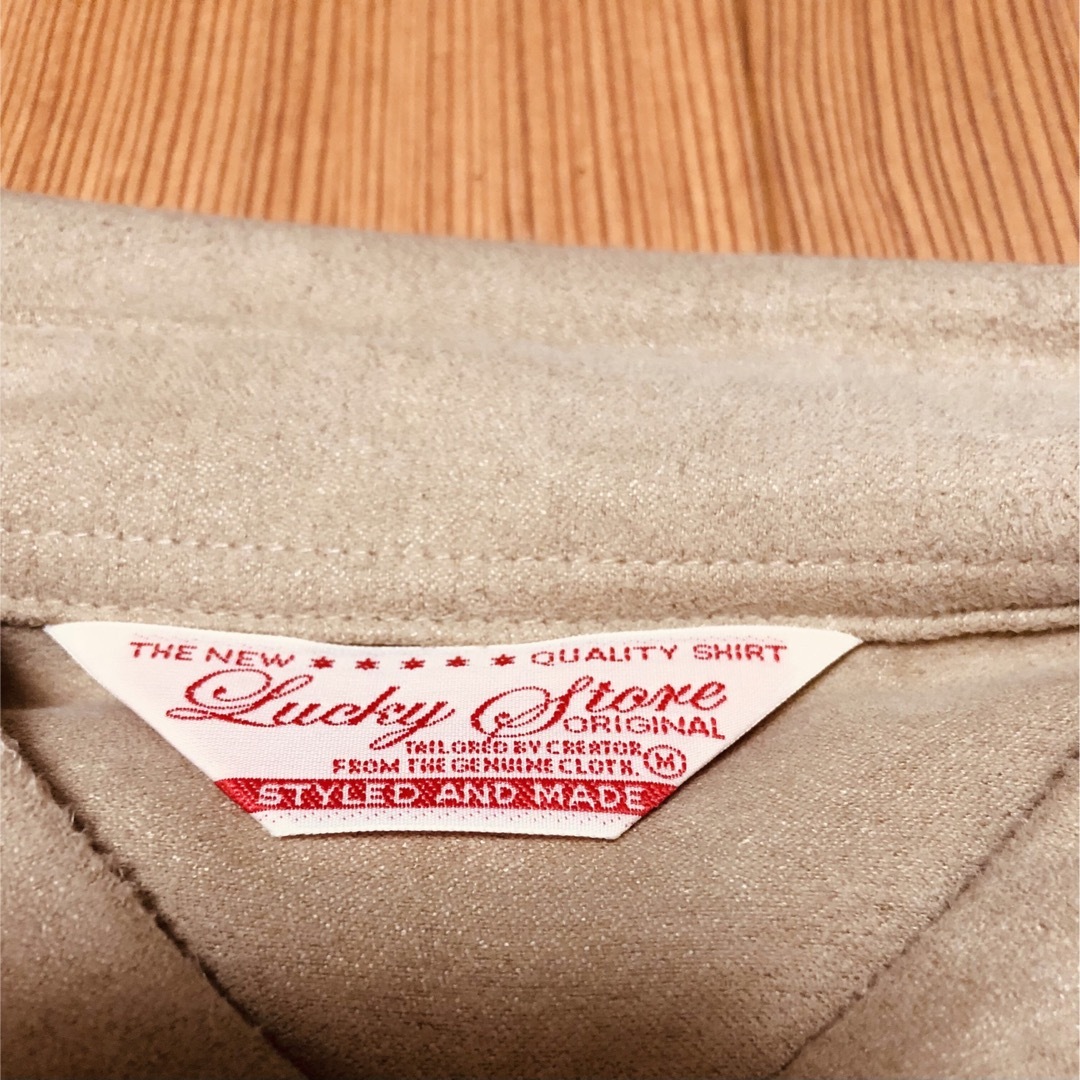 THE NEW ★★★★★ QUALITY SHIRT
Lucky Store
ORIGINAL
TAILORED BY CREATOR
FROM THE GENUINE CLOTH. M
STYLED AND MADE